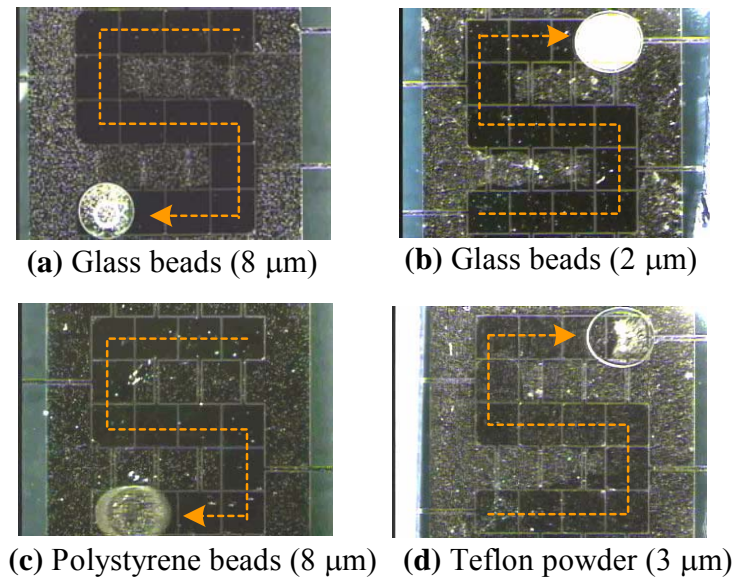 (a) Glass beads (8 μm)
(b) Glass beads (2 μm)
(c) Polystyrene beads (8 μm)
(d) Teflon powder (3 μm)